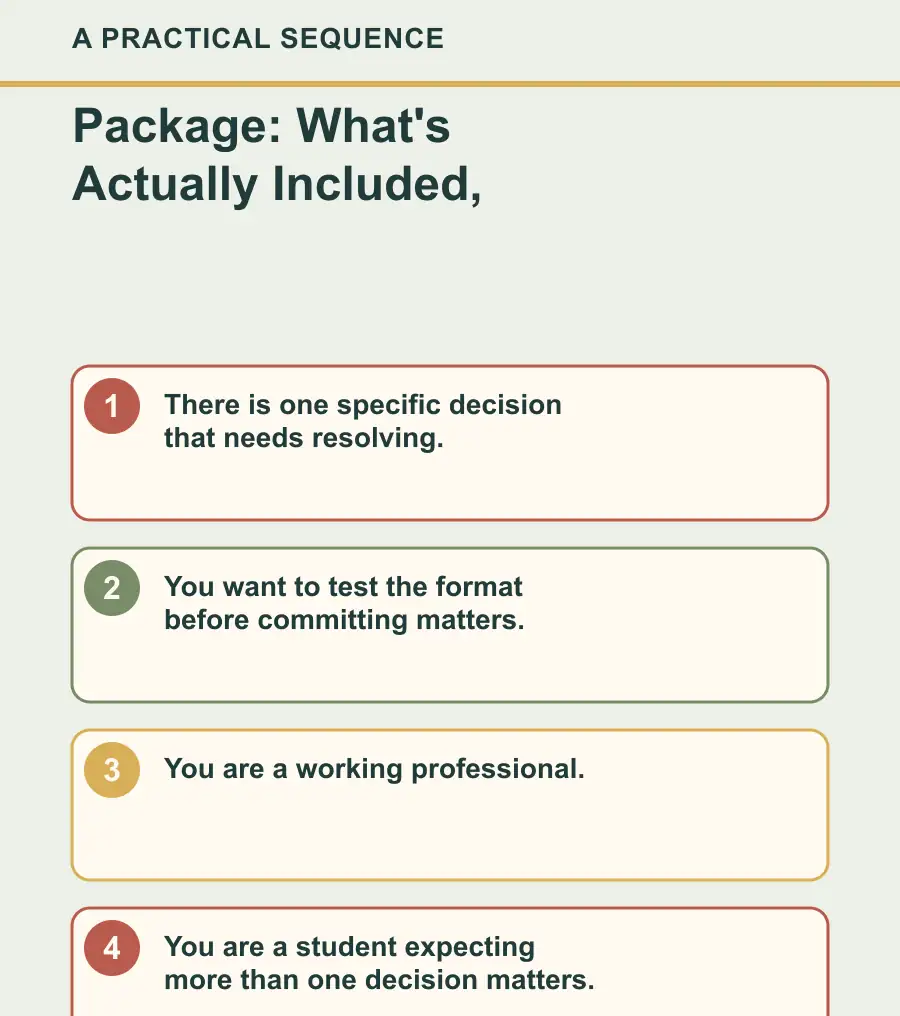 A PRACTICAL SEQUENCE
Package: What's
Actually Included,
1
There is one specific decision
that needs resolving.
2
You want to test the format
before committing matters.
3
You are a working professional.
4
You are a student expecting
more than one decision matters.